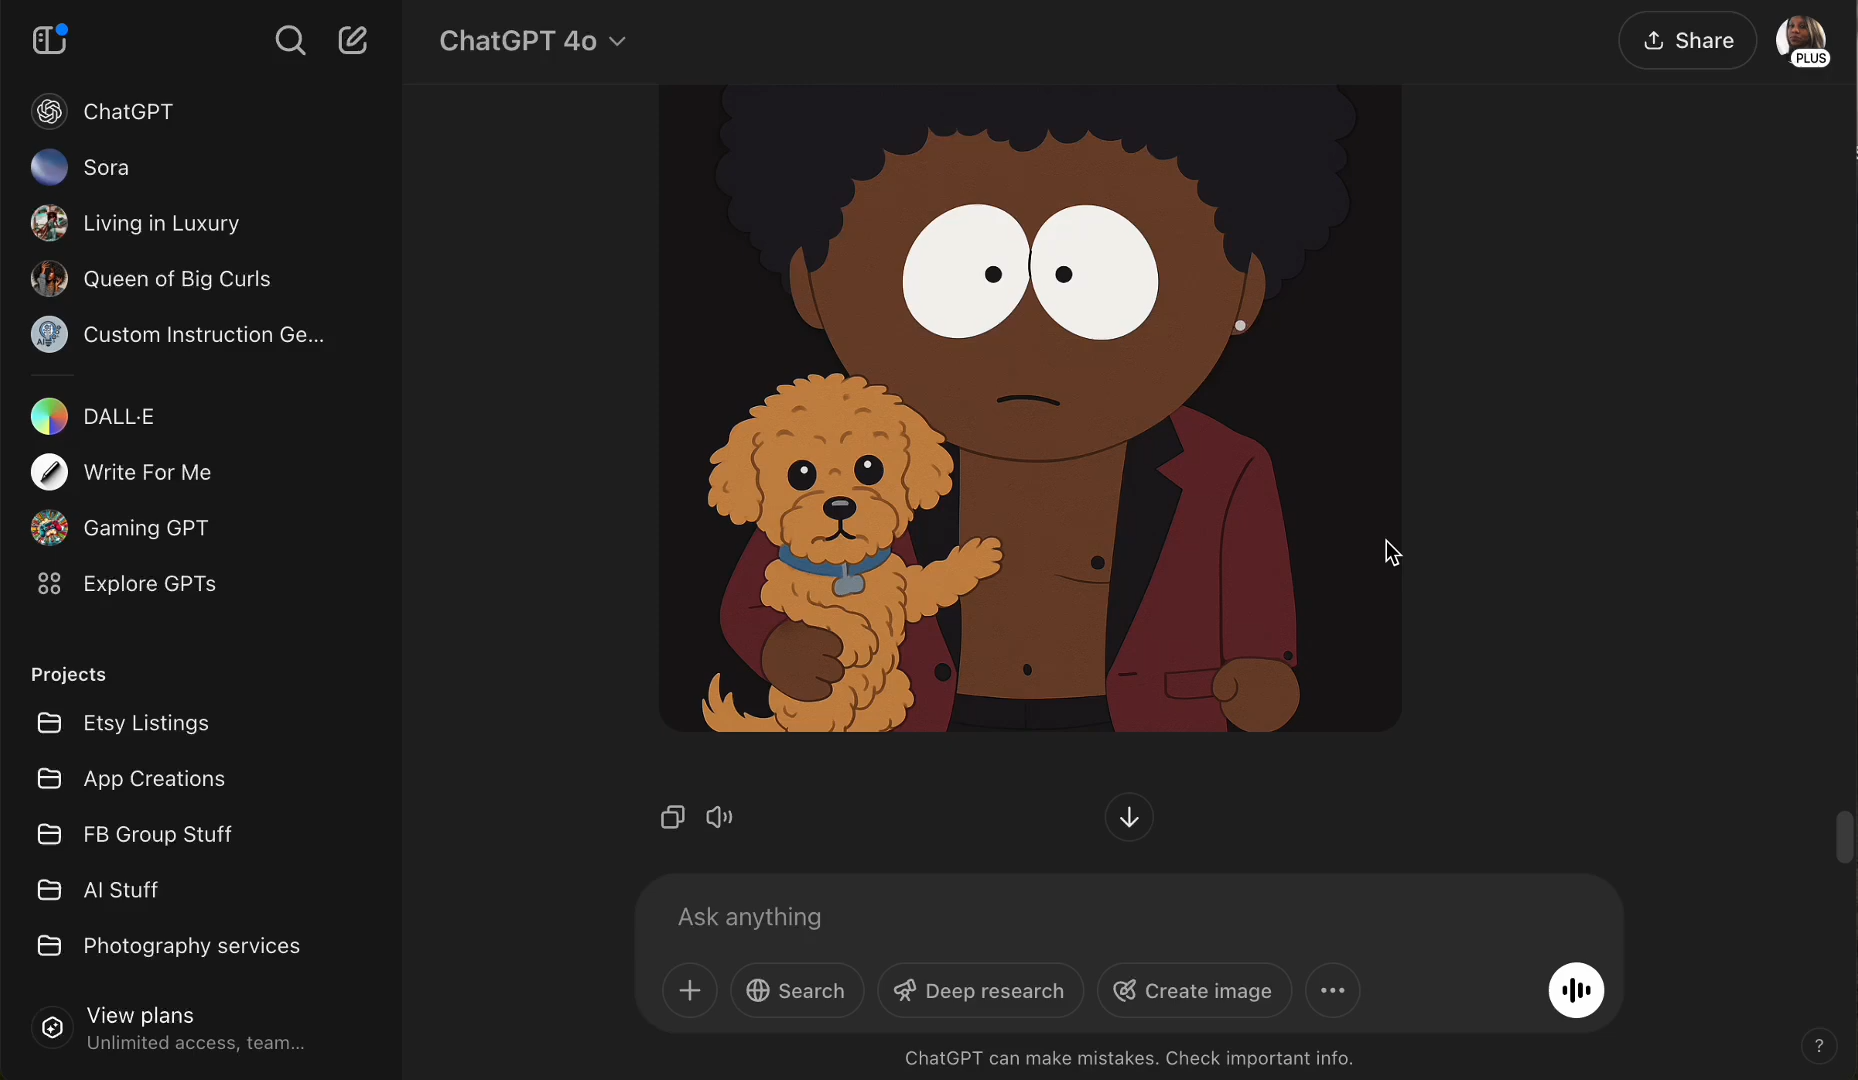 ChatGPT 4o
Share
PLUS
ChatGPT
Sora
Living in Luxury
Queen of Big Curls
Custom Instruction Ge...
DALL·E
Write For Me
Gaming GPT
Explore GPTs
Projects
Etsy Listings
App Creations
FB Group Stuff
AI Stuff
Photography services
View plans
Unlimited access, team...
Ask anything
Search
Deep research
Create image
ChatGPT can make mistakes. Check important info.
?